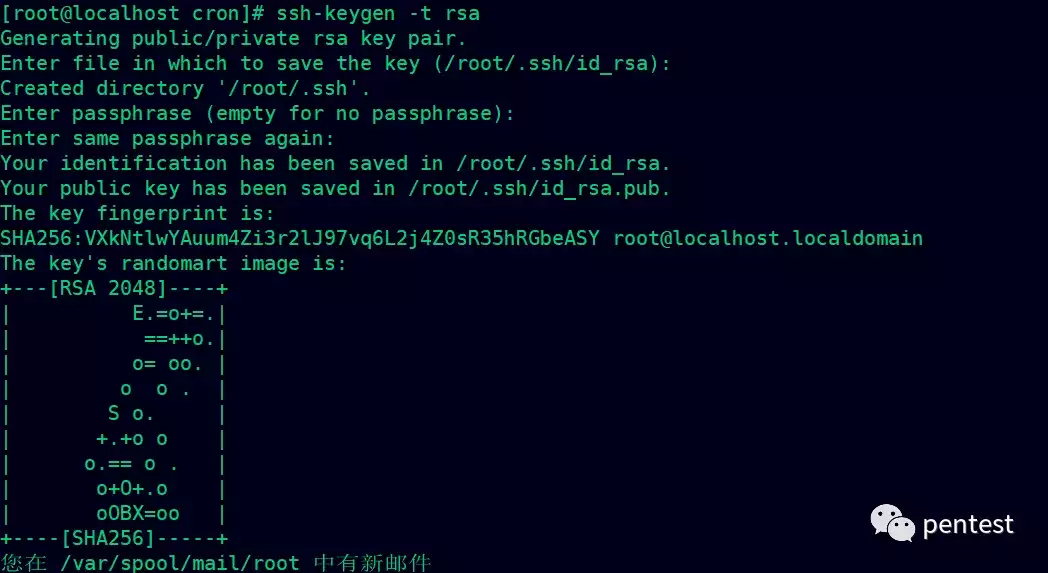 [root@localhost cron]# ssh-keygen -t rsa
Generating public/private rsa key pair.
Enter file in which to save the key (/root/.ssh/id_rsa):
Created directory '/root/.ssh'.
Enter passphrase (empty for no passphrase):
Enter same passphrase again:
Your identification has been saved in /root/.ssh/id_rsa.
Your public key has been saved in /root/.ssh/id_rsa.pub.
The key fingerprint is:
SHA256:VXkNtlwYAuum4Zi3r2lJ97vq6L2j4Z0sR35hRGbeASY root@localhost.localdomain
The key's randomart image is:
+---[RSA 2048]----+
|          E.=o+=.|
|           ==++o.|
|          o= oo. |
|         o  o .  |
|        S o.     |
|       +.+o o    |
|      o.== o .   |
|       o+O+.o    |
|       oOBX=oo   |
+----[SHA256]-----+
您在 /var/spool/mail/root 中有新邮件
pentest